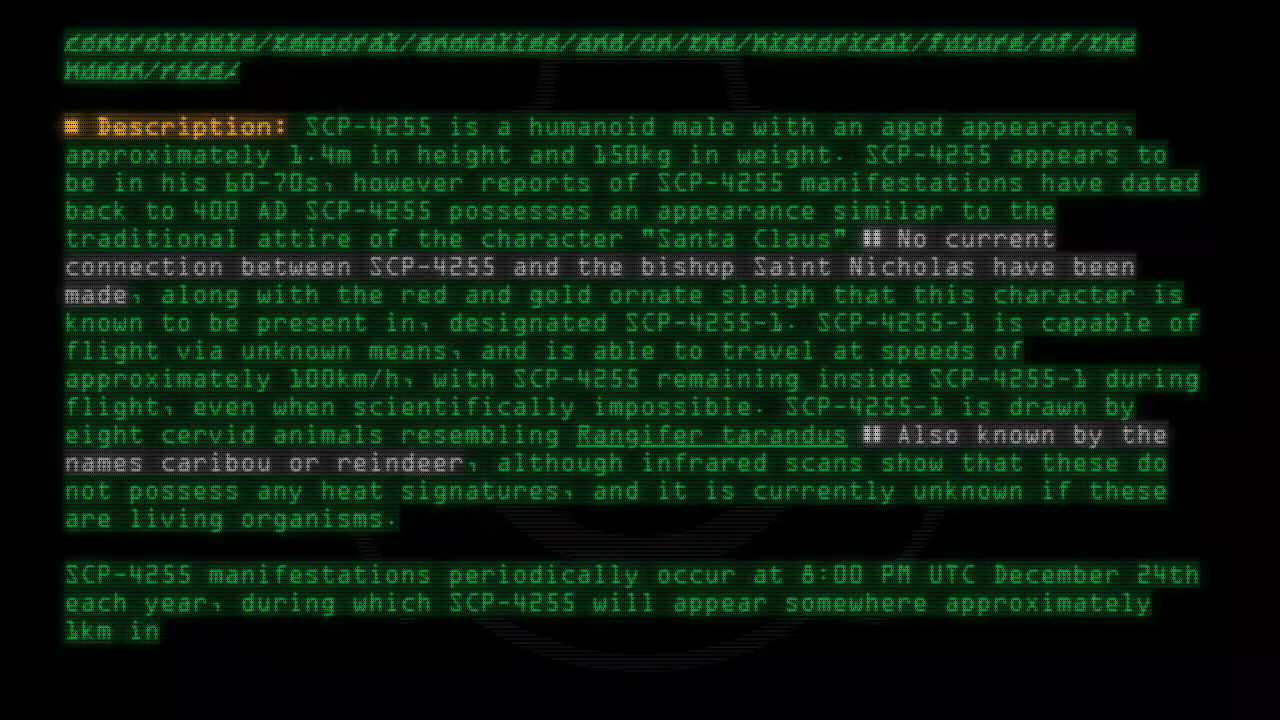 controllable/temporal/anomalies/and/on/the/historical/future/of/the
human/race/
# Description: SCP-4255 is a humanoid male with an aged appearance,
approximately 1.4m in height and 150kg in weight. SCP-4255 appears to
be in his 60-70s, however reports of SCP-4255 manifestations have dated
back to 400 AD SCP-4255 possesses an appearance similar to the
traditional attire of the character "Santa Claus" ⌗ No current
connection between SCP-4255 and the bishop Saint Nicholas have been
made, along with the red and gold ornate sleigh that this character is
known to be present in, designated SCP-4255-1. SCP-4255-1 is capable of
flight via unknown means, and is able to travel at speeds of
approximately 100km/h, with SCP-4255 remaining inside SCP-4255-1 during
flight, even when scientifically impossible. SCP-4255-1 is drawn by
eight cervid animals resembling Rangifer tarandus ⌗ Also known by the
names caribou or reindeer, although infrared scans show that these do
not possess any heat signatures, and it is currently unknown if these
are living organisms.
SCP-4255 manifestations periodically occur at 8:00 PM UTC December 24th
each year, during which SCP-4255 will appear somewhere approximately
1km in